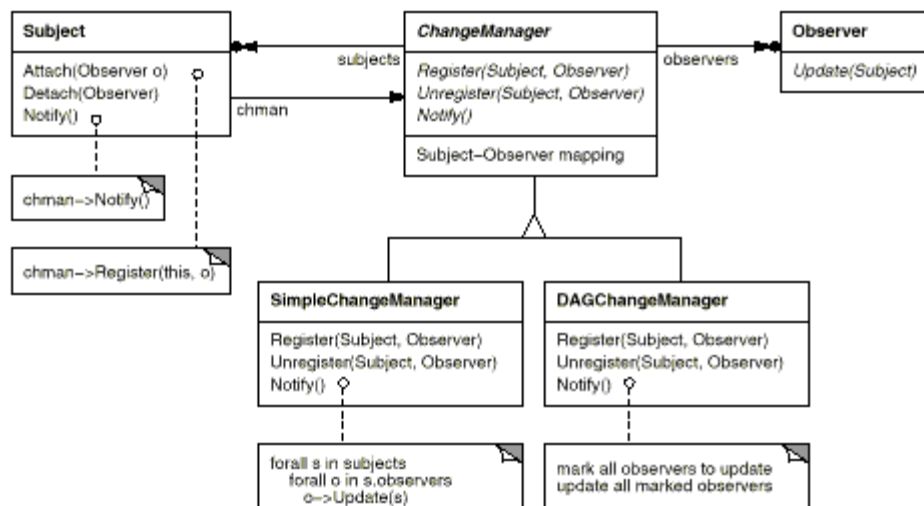 Subject
Attach(Observer o)
Detach(Observer)
Notify()
chman->Notify()
chman->Register(this, o)
subjects
chman
ChangeManager
Register(Subject, Observer)
Unregister(Subject, Observer)
Notify()
Subject-Observer mapping
observers
Observer
Update(Subject)
SimpleChangeManager
Register(Subject, Observer)
Unregister(Subject, Observer)
Notify()
forall s in subjects
forall o in s.observers
o->Update(s)
DAGChangeManager
Register(Subject, Observer)
Unregister(Subject, Observer)
Notify()
mark all observers to update
update all marked observers